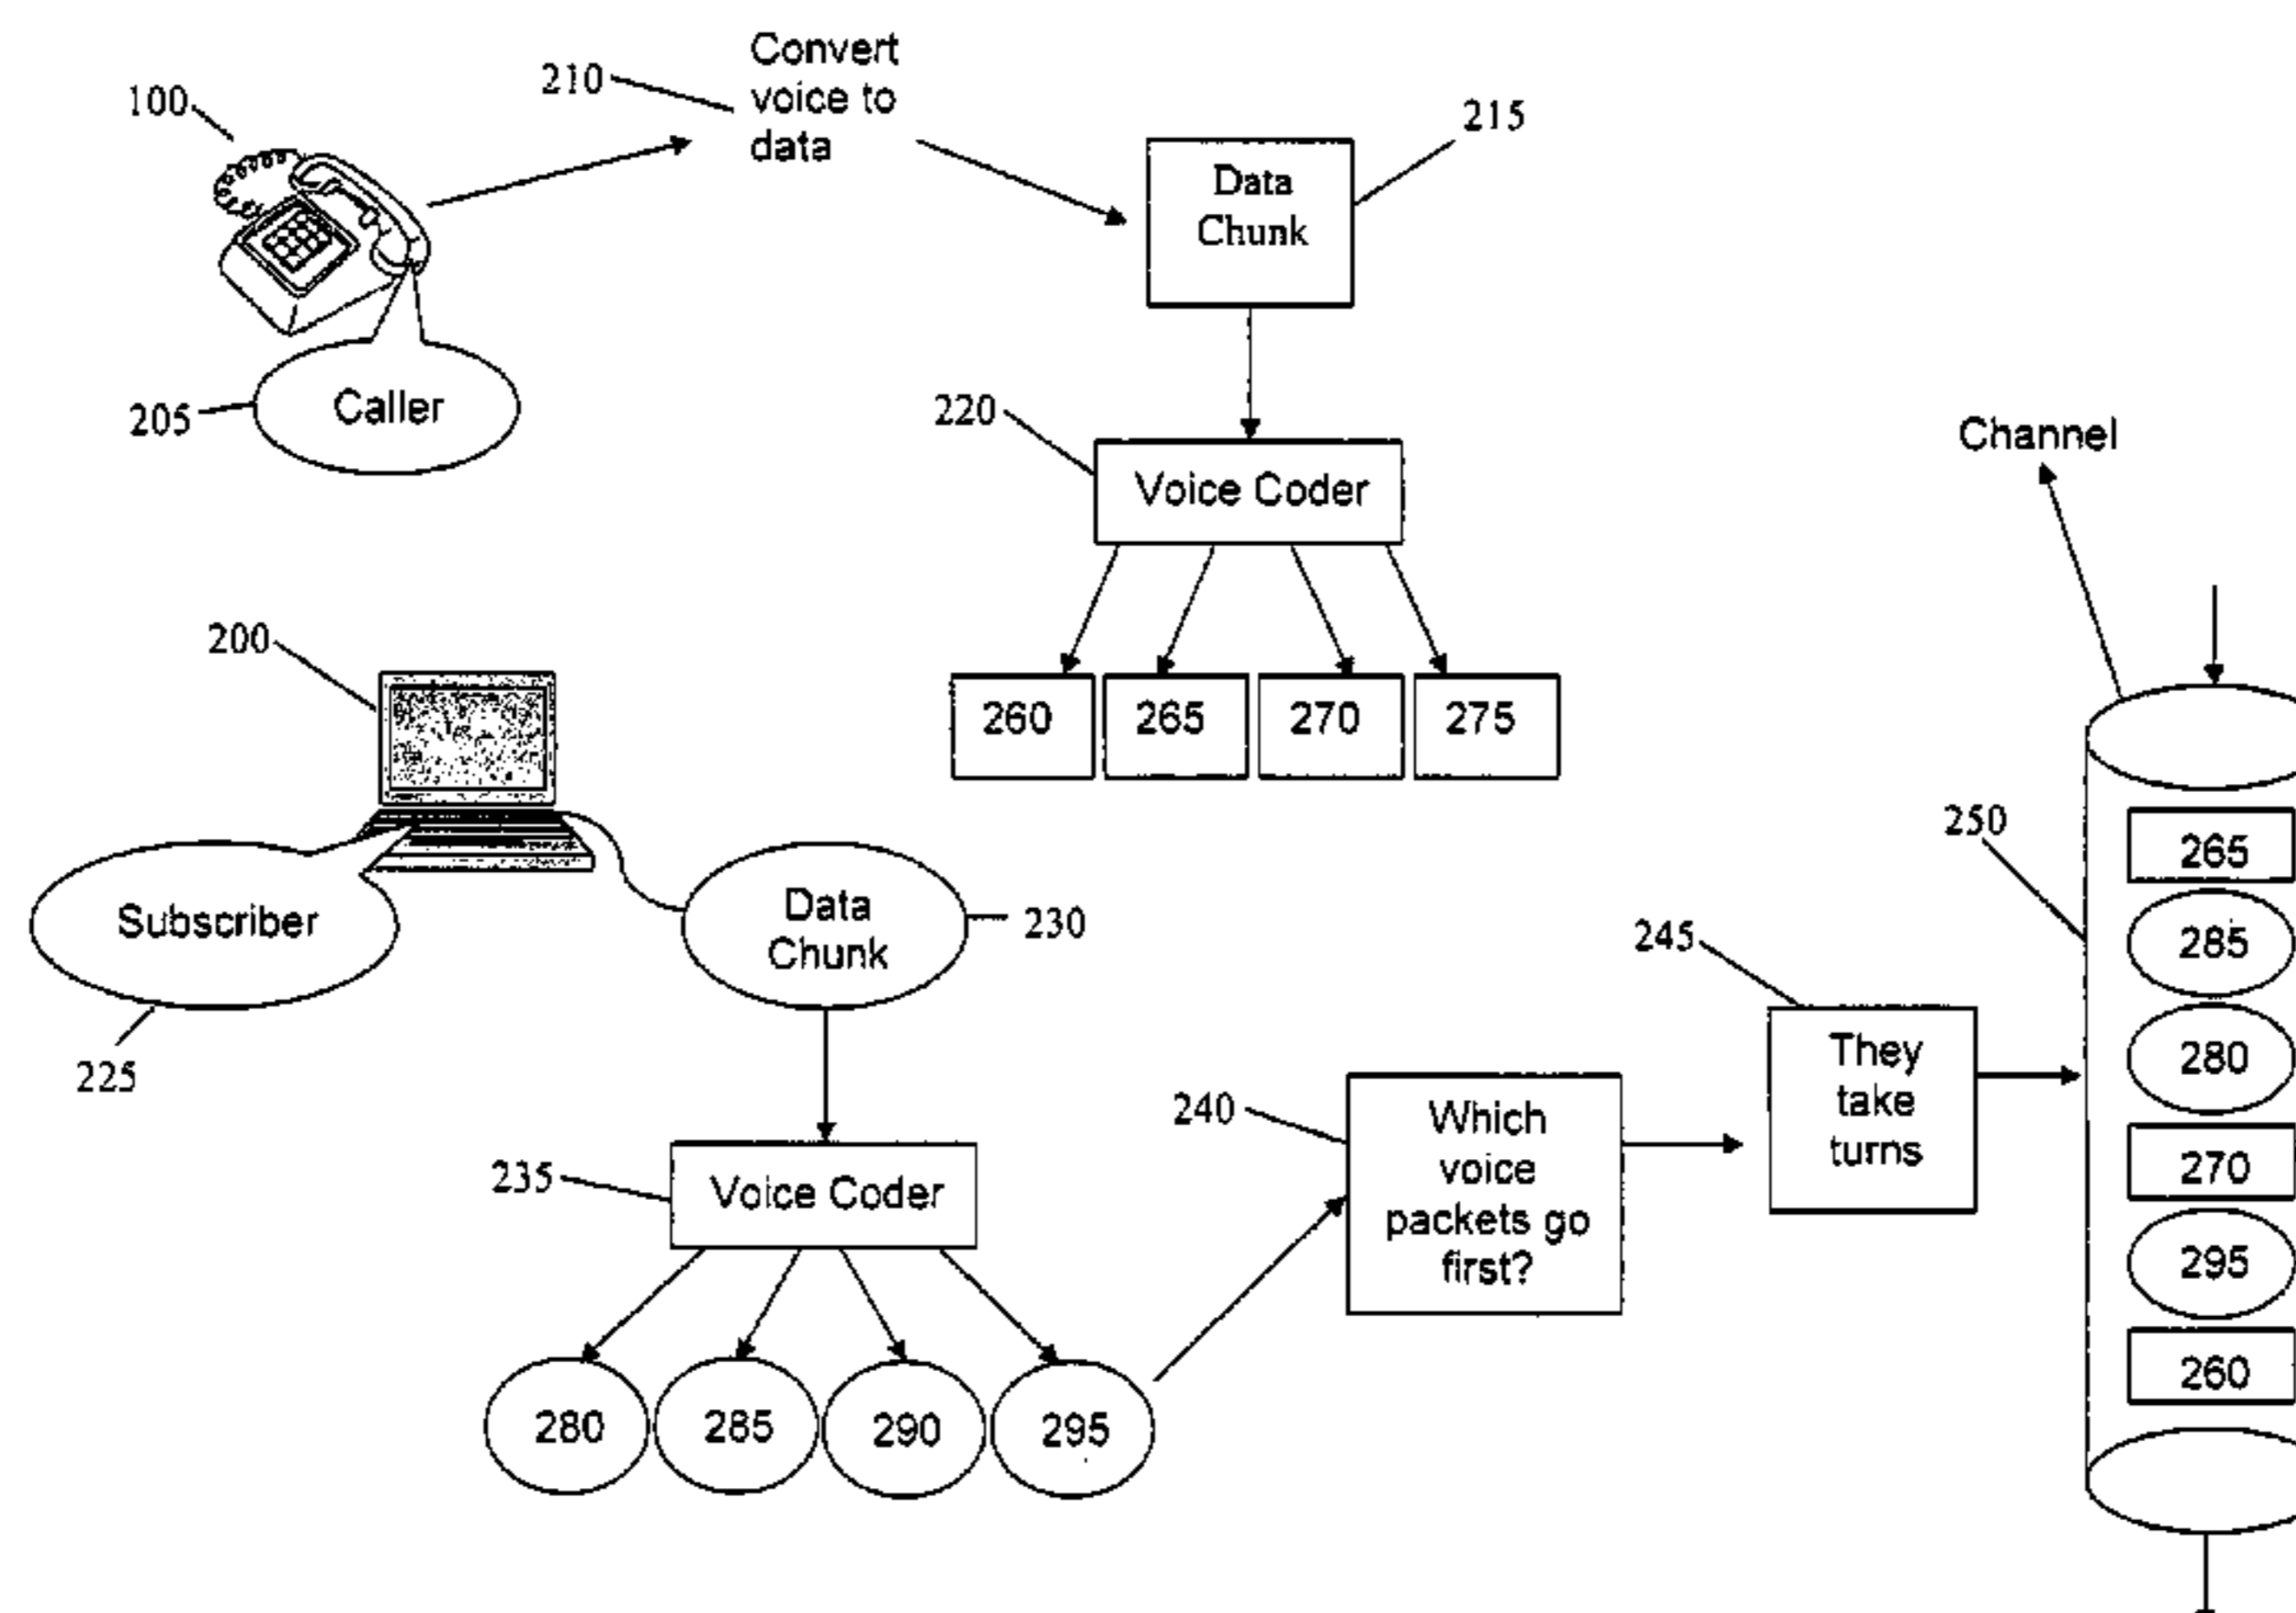 100
210
Convert
voice to
data
215
Data
Chunk
205
Caller
220
Voice Coder
Channel
260 265 270 275
200
Subscriber
225
Data
Chunk
230
235
Voice Coder
280 285 290 295
240
Which
voice
packets go
first?
245
They
take
turns
250
265
285
280
270
295
260